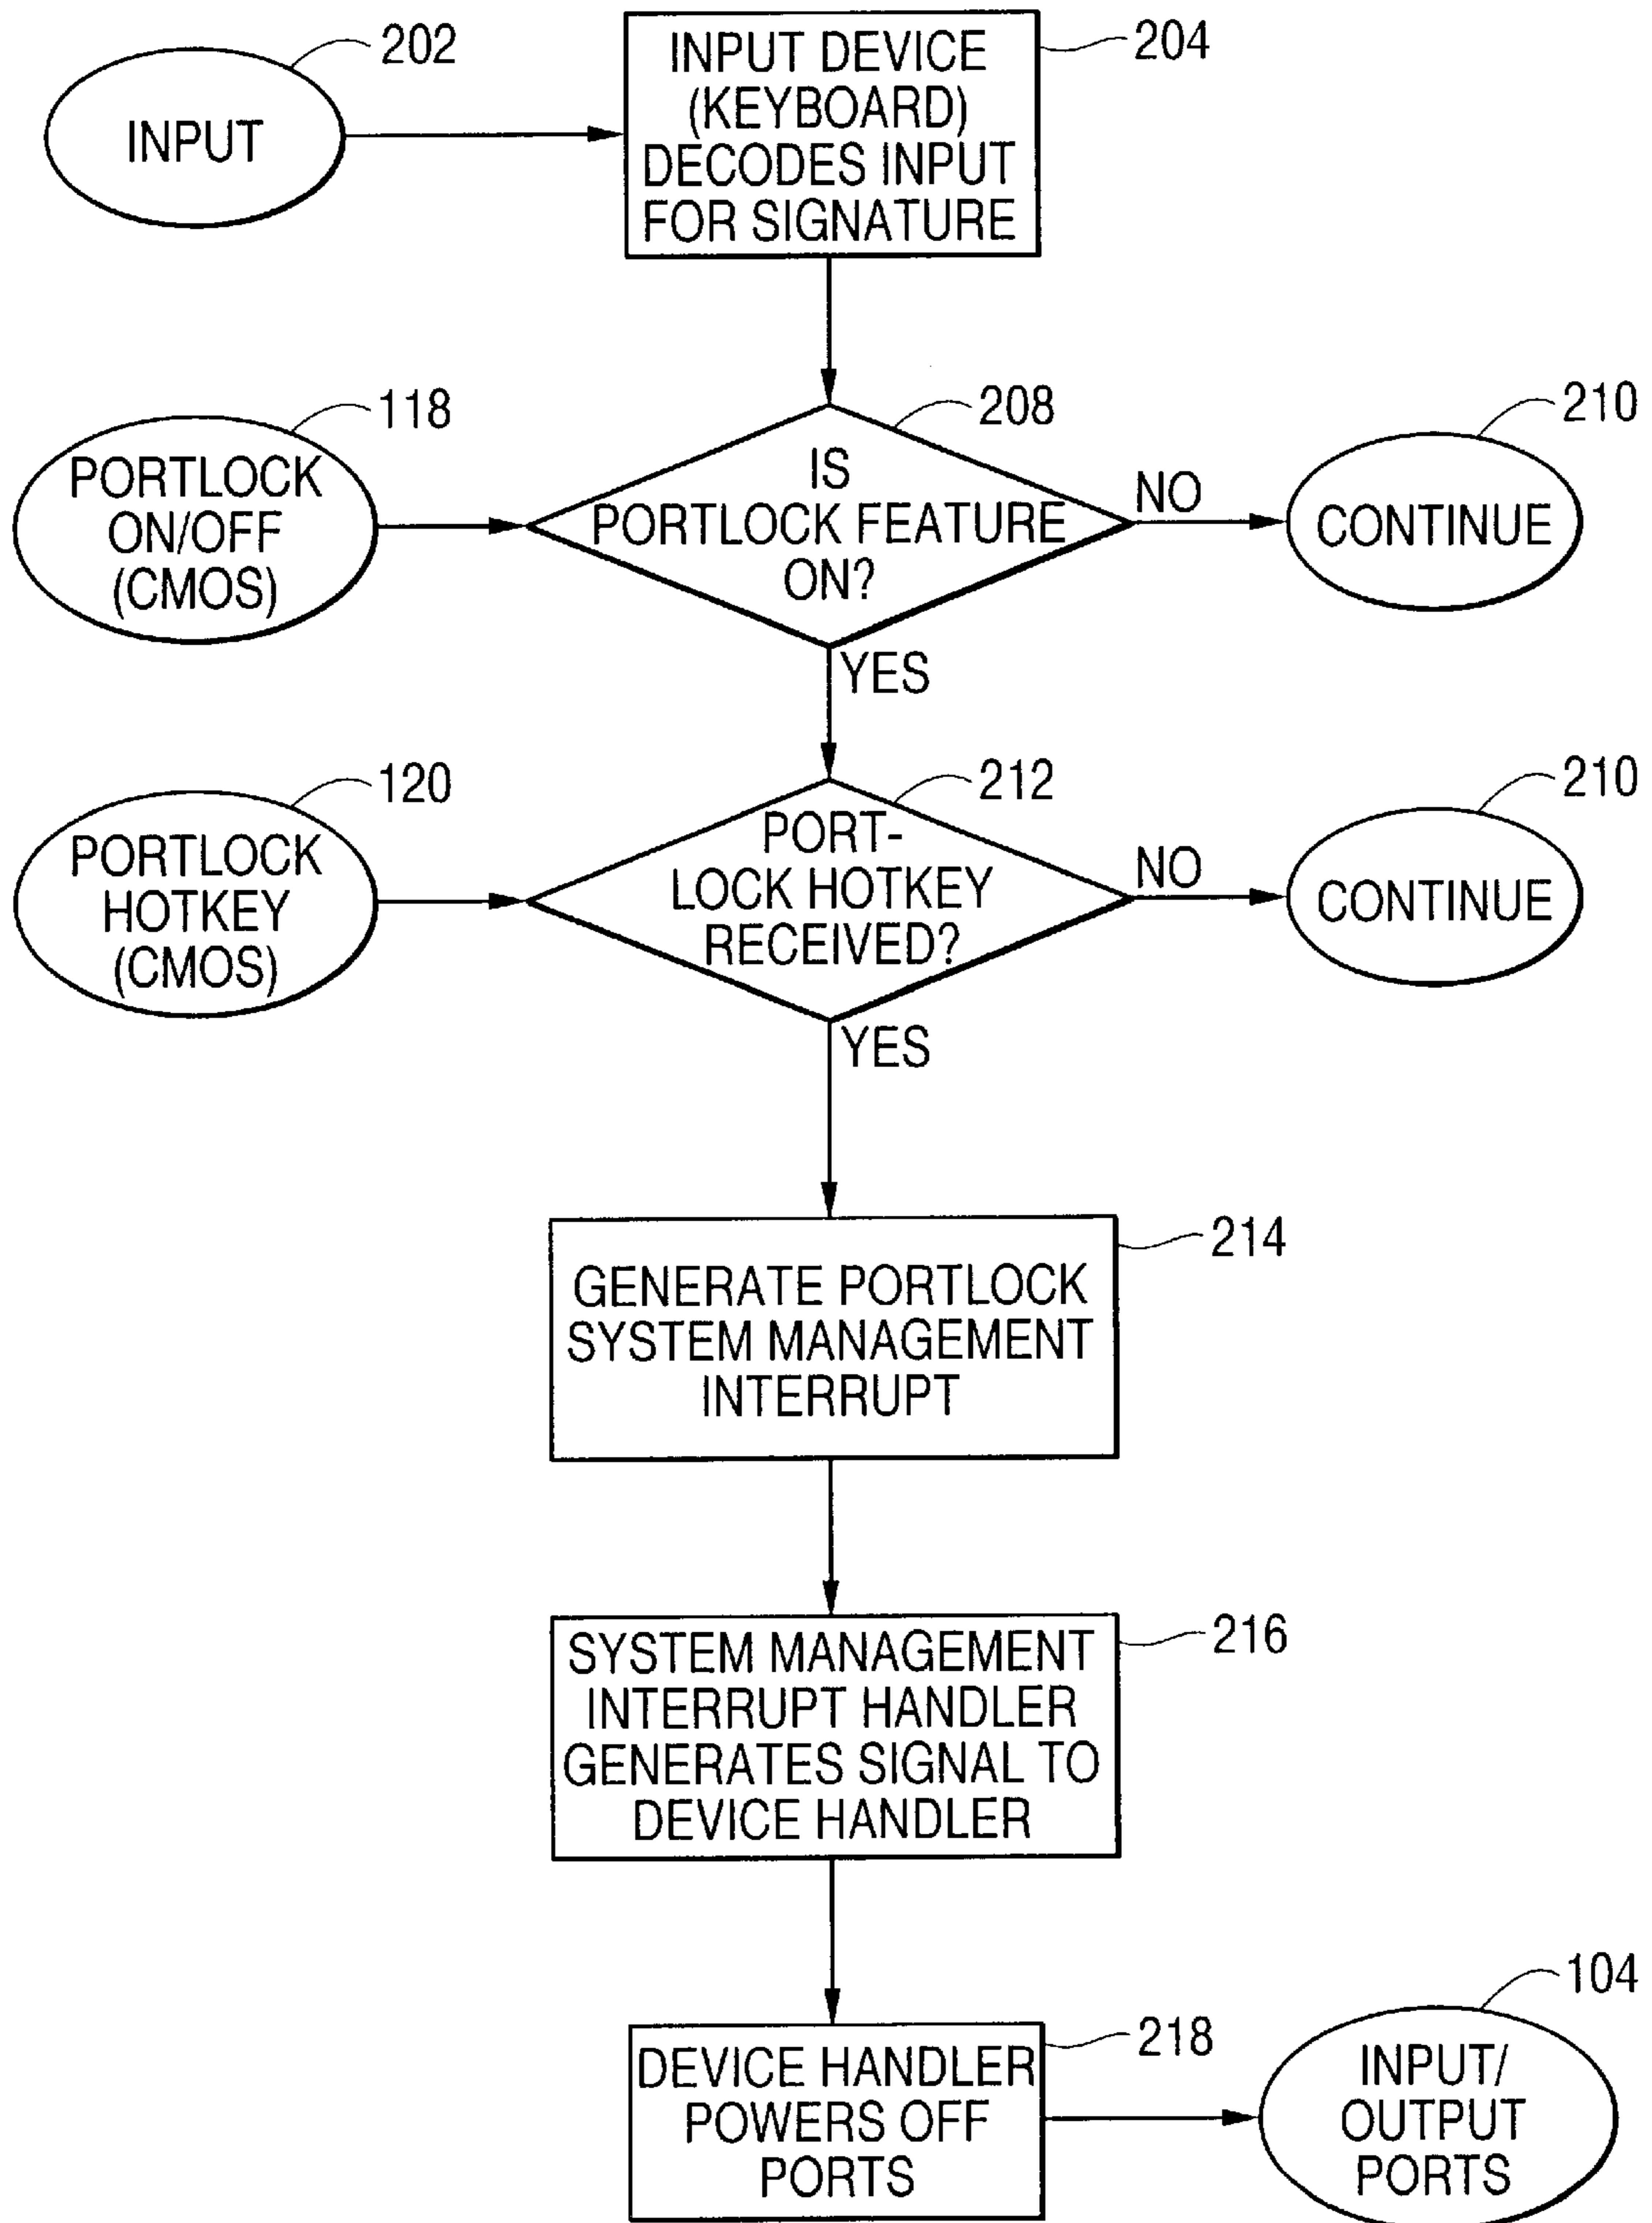 202
INPUT
204
INPUT DEVICE
(KEYBOARD)
DECODES INPUT
FOR SIGNATURE
118
PORTLOCK
ON/OFF
(CMOS)
208
IS
PORTLOCK FEATURE
ON?
NO
210
CONTINUE
YES
120
PORTLOCK
HOTKEY
(CMOS)
212
PORT-
LOCK HOTKEY
RECEIVED?
NO
210
CONTINUE
YES
214
GENERATE PORTLOCK
SYSTEM MANAGEMENT
INTERRUPT
216
SYSTEM MANAGEMENT
INTERRUPT HANDLER
GENERATES SIGNAL TO
DEVICE HANDLER
218
DEVICE HANDLER
POWERS OFF
PORTS
104
INPUT/
OUTPUT
PORTS